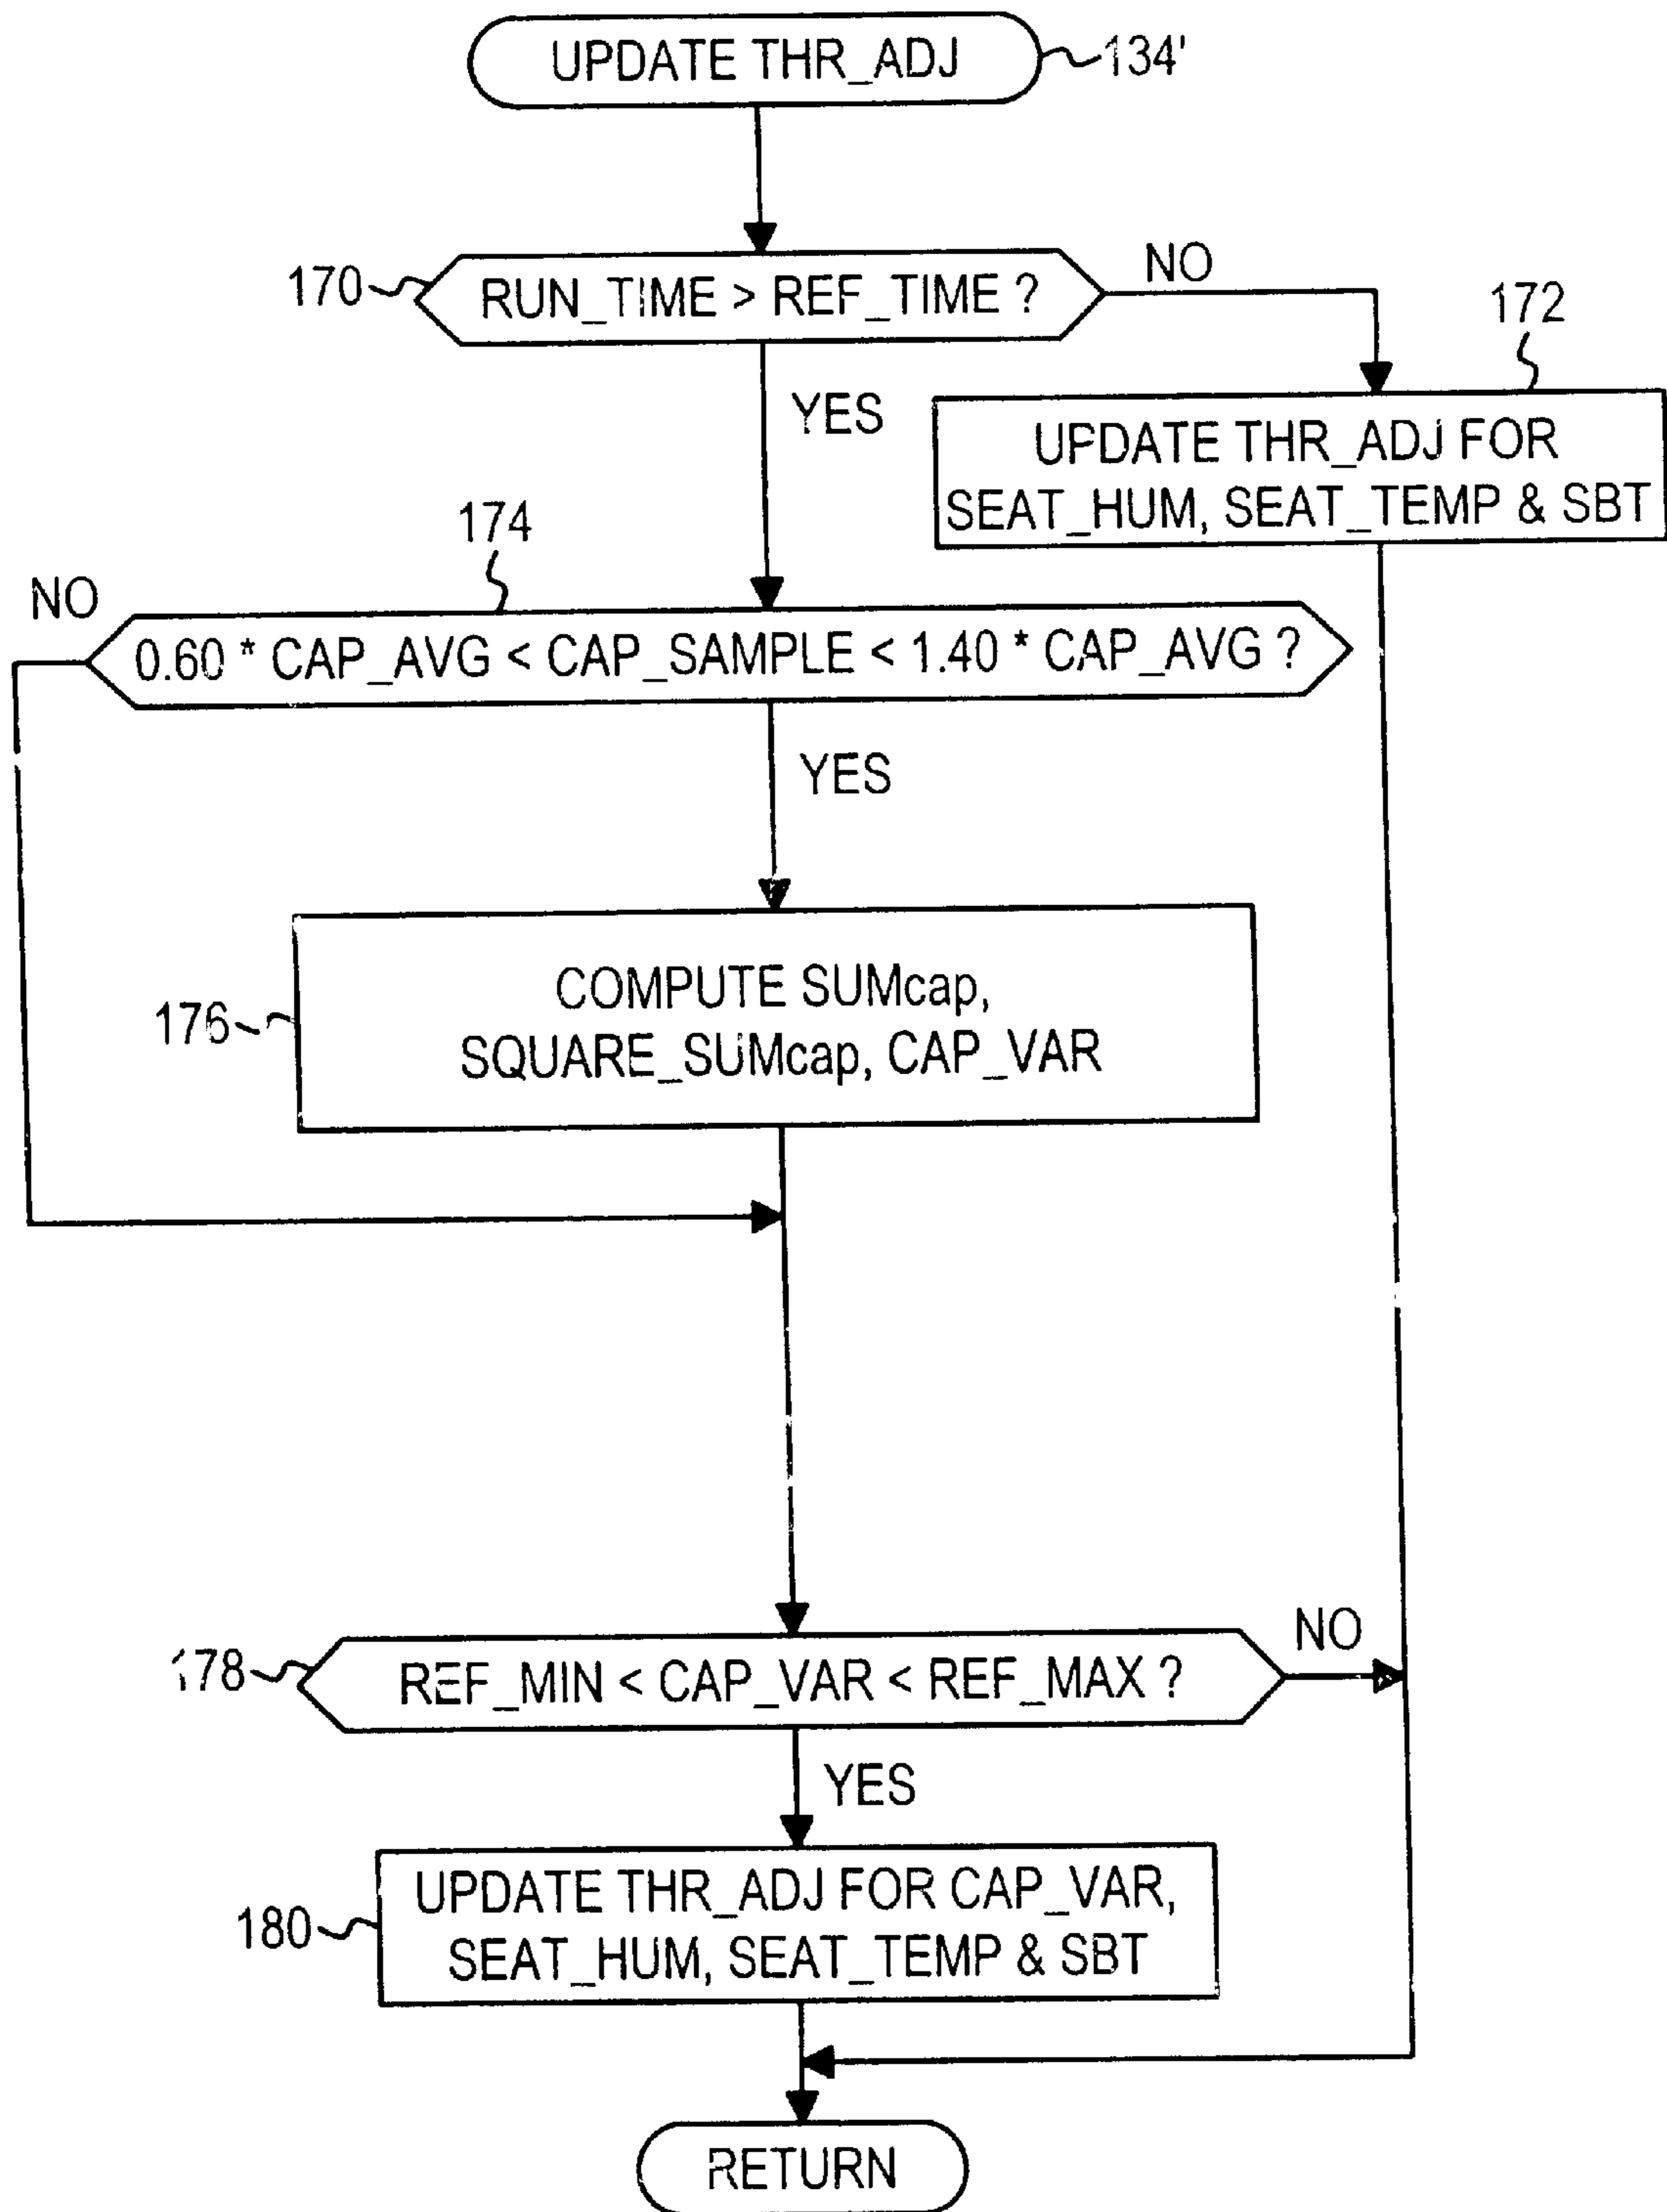 UPDATE THR_ADJ
134'
170
RUN_TIME > REF_TIME ?
NO
172
YES
UPDATE THR_ADJ FOR
SEAT_HUM, SEAT_TEMP & SBT
174
NO
0.60 * CAP_AVG < CAP_SAMPLE < 1.40 * CAP_AVG ?
YES
176
COMPUTE SUMcap,
SQUARE_SUMcap, CAP_VAR
178
REF_MIN < CAP_VAR < REF_MAX ?
NO
YES
180
UPDATE THR_ADJ FOR CAP_VAR,
SEAT_HUM, SEAT_TEMP & SBT
RETURN